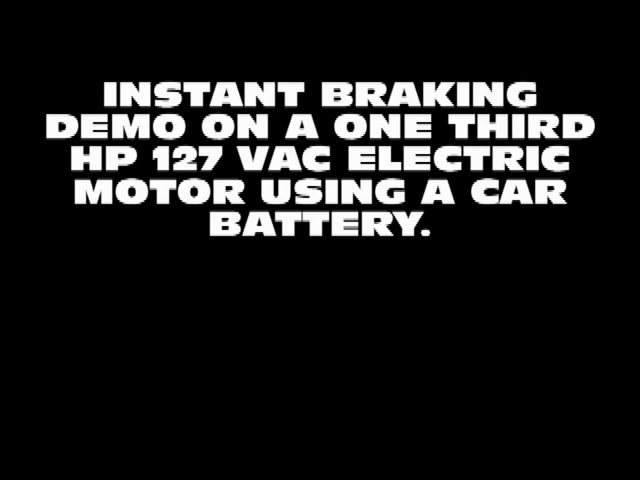 INSTANT BRAKING
DEMO ON A ONE THIRD
HP 127 VAC ELECTRIC
MOTOR USING A CAR
BATTERY.